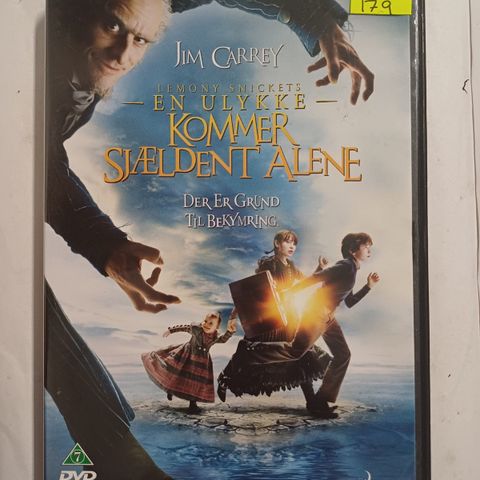 179
JIM CARREY
LEMONY SNICKETS
EN ULYKKE
KOMMER
SJÆLDENT ALENE
DER ER GRUND
TIL BEKYMRING
7
DVD